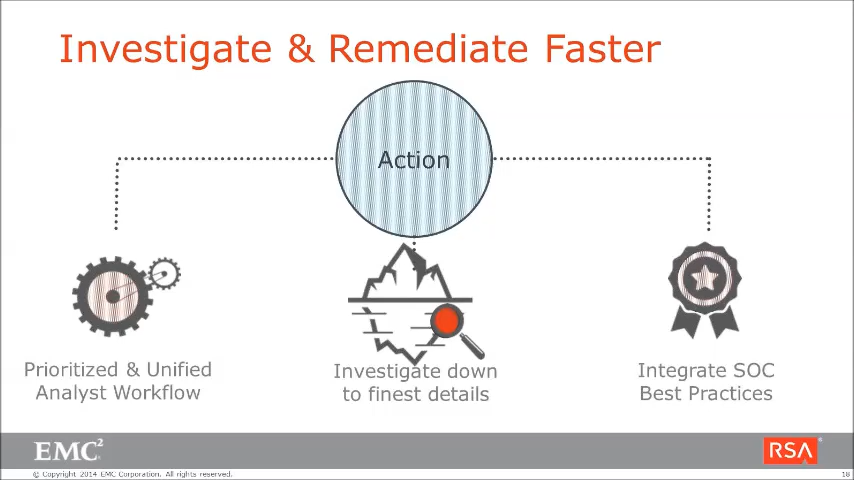 Investigate & Remediate Faster
Action
Prioritized & Unified
Analyst Workflow
Investigate down
to finest details
Integrate SOC
Best Practices
EMC²
RSA
© Copyright 2014 EMC Corporation. All rights reserved.
18